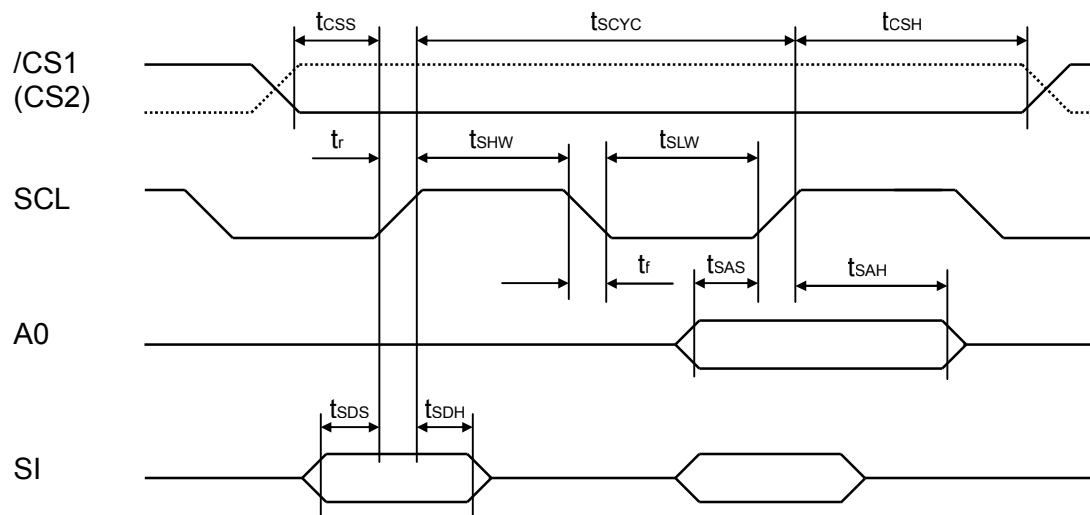 tCSS tSCYC tCSH
/CS1
(CS2)
tr tSHW tSLW
SCL
tf tSAS tSAH
A0
tSDS tSDH
SI